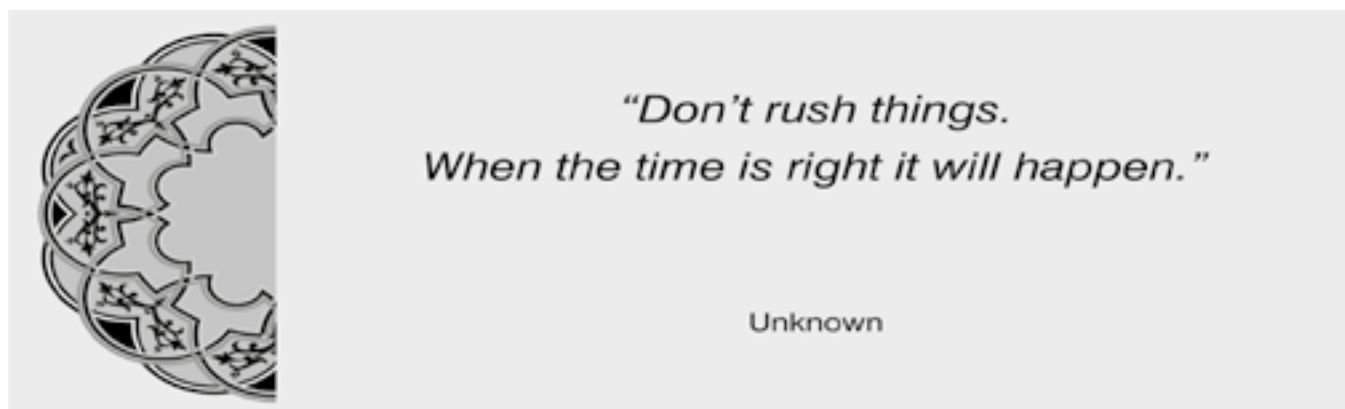 “Don’t rush things.
When the time is right it will happen.”
Unknown